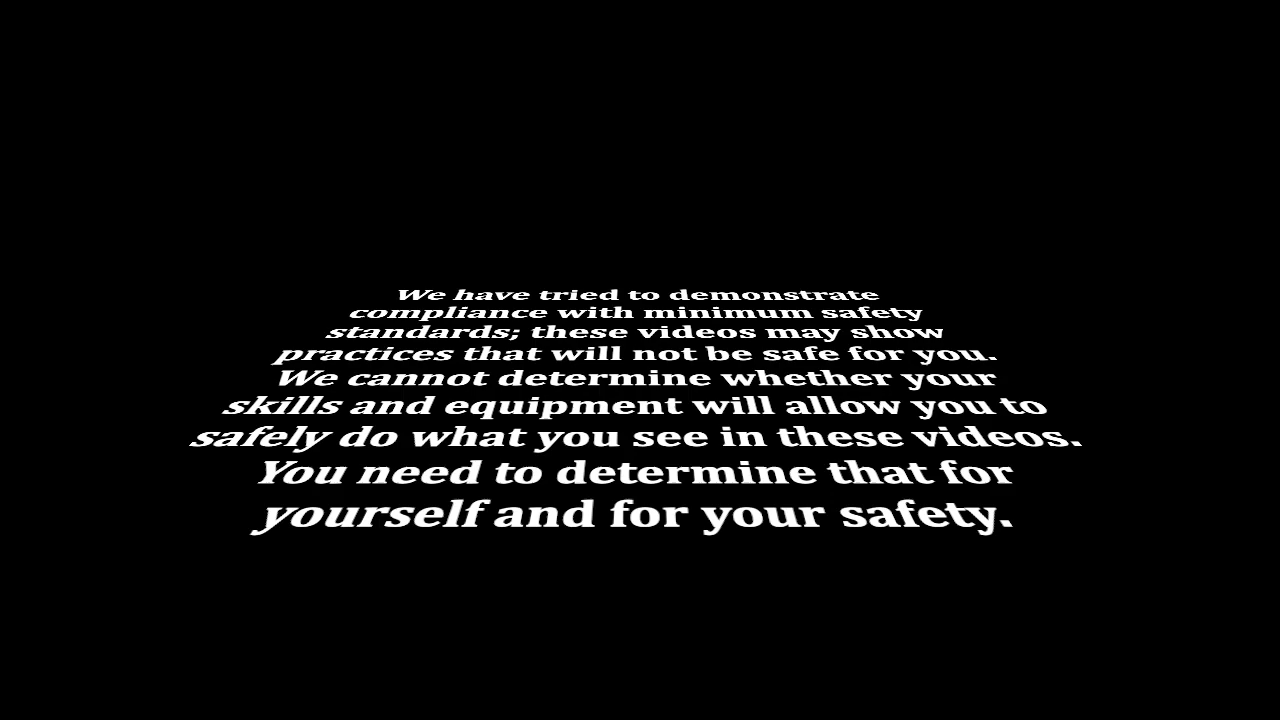 We have tried to demonstrate
compliance with minimum safety
standards; these videos may show
practices that will not be safe for you.
We cannot determine whether your
skills and equipment will allow you to
safely do what you see in these videos.
You need to determine that for
yourself and for your safety.